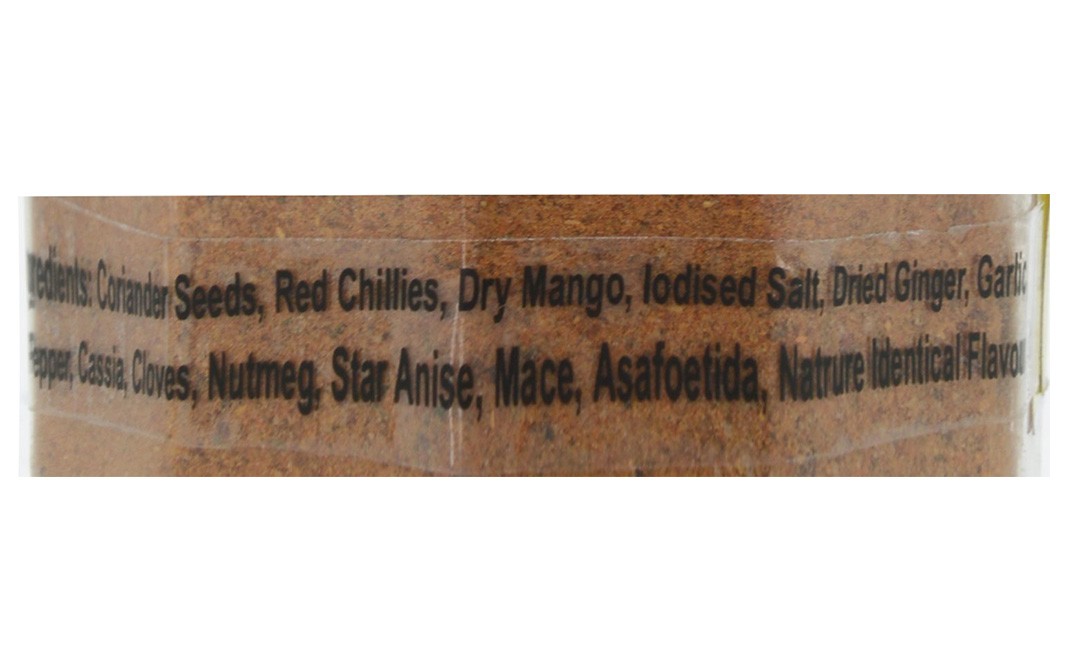 gredients: Coriander Seeds, Red Chillies, Dry Mango, Iodised Salt, Dried Ginger, Garlic
Pepper, Cassia, Cloves, Nutmeg, Star Anise, Mace, Asafoetida, Natrure Identical Flavour